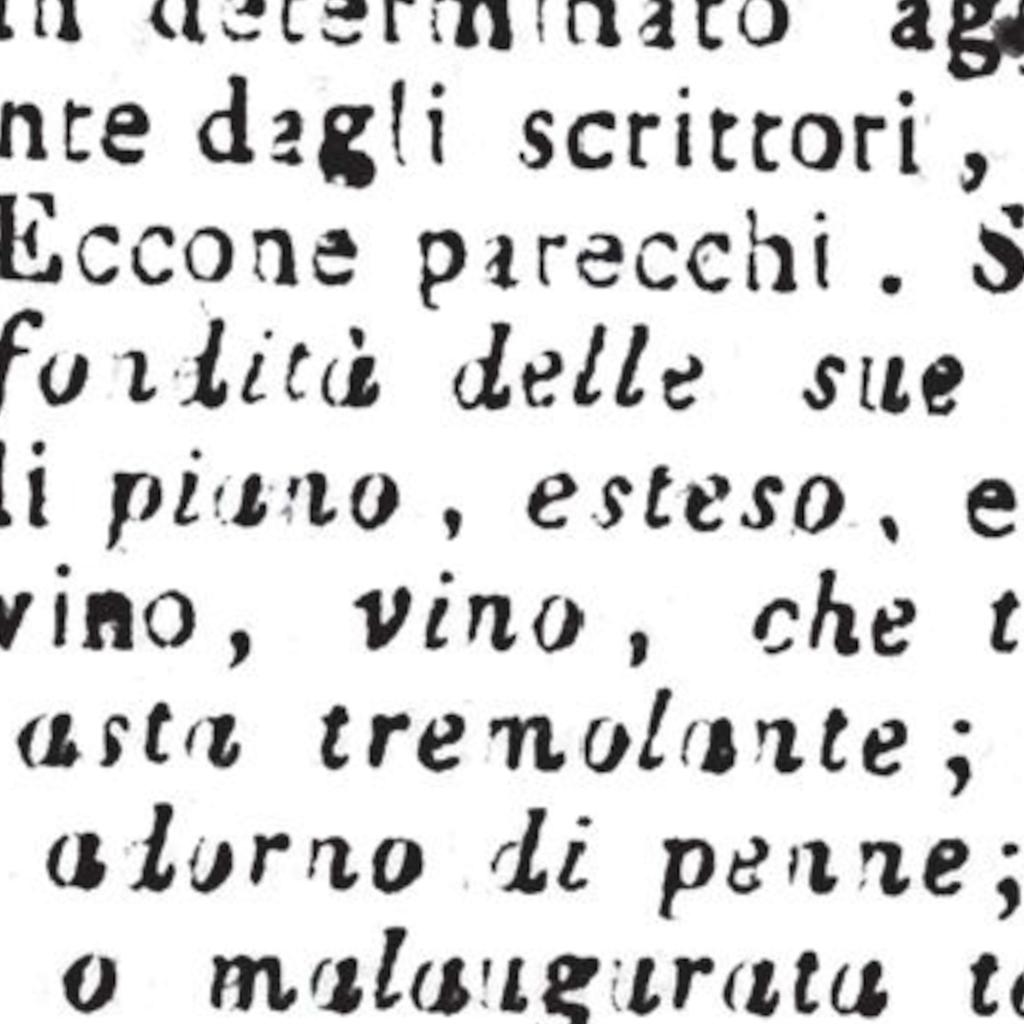 in determinato
nte dagli scrittori,
Eccone parecchi. S
fondità delle sue
li piano, esteso, e
vino, vino, che t
asta tremolante;
adorno di penne;
o malaugurata